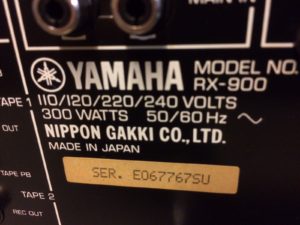 MAIN IN
YAMAHA MODEL NO.
RX-900
TAPE 1
110/120/220/240 VOLTS
300 WATTS 50/60 Hz
OUT
NIPPON GAKKI CO., LTD.
MADE IN JAPAN
TAPE PB
SER. E067767SU
TAPE 2
REC OUT